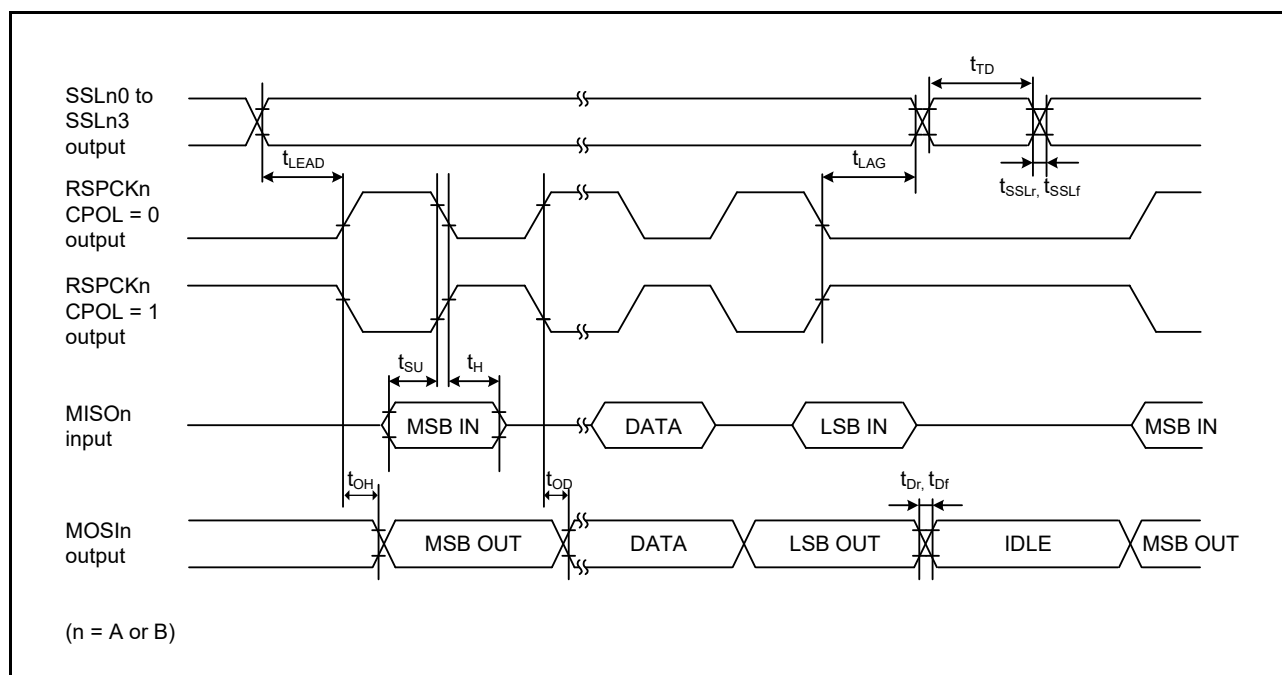 tTD
SSLn0 to
SSLn3
output
tLEAD
tLAG
tSSLr, tSSLf
RSPCKn
CPOL = 0
output
RSPCKn
CPOL = 1
output
tSU
tH
MISOn
input
MSB IN
DATA
LSB IN
MSB IN
tOH
tOD
tDr, tDf
MOSIn
output
MSB OUT
DATA
LSB OUT
IDLE
MSB OUT
(n = A or B)